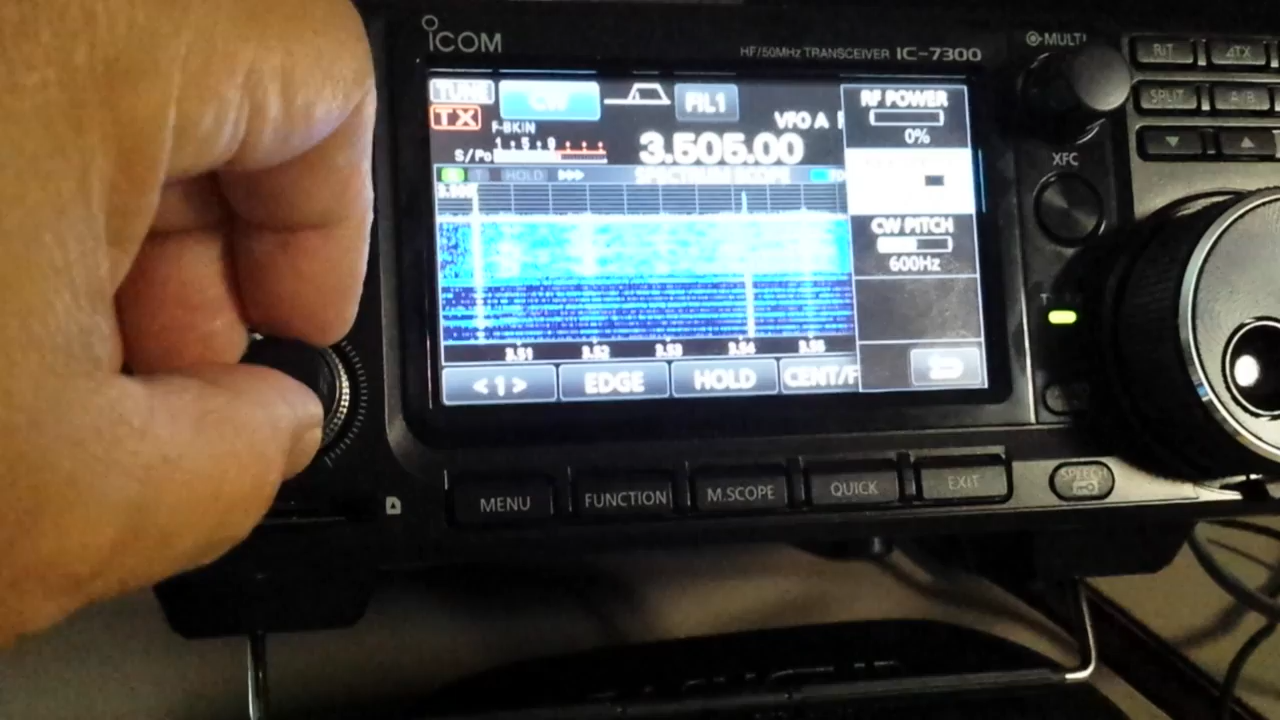 ICOM
HF/50MHz TRANSCEIVER IC-7300
MULTI
TUNE
CW
FIL1
RF POWER
TX
VFO A
0%
F-BKIN
3.505.00
S/Po
HOLD
SPECTRUM SCOPE
CW PITCH
600Hz
3.51 3.52 3.53 3.54 3.55
<1> EDGE HOLD CENT/F
MENU FUNCTION M.SCOPE QUICK EXIT
RIT ⊿TX
SPLIT A/B
XFC
SPEECH